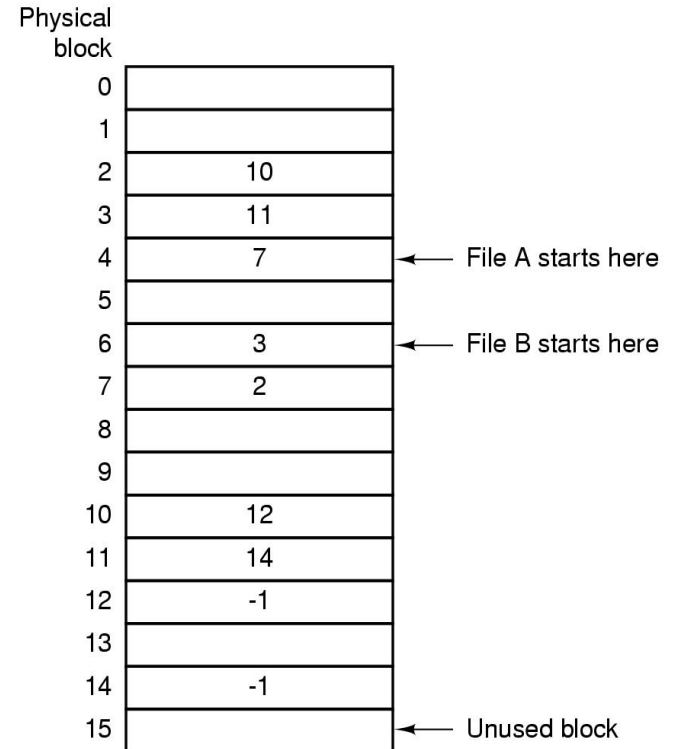 Physical
block
0
1
2 10
3 11
4 7 File A starts here
5
6 3 File B starts here
7 2
8
9
10 12
11 14
12 -1
13
14 -1
15 Unused block